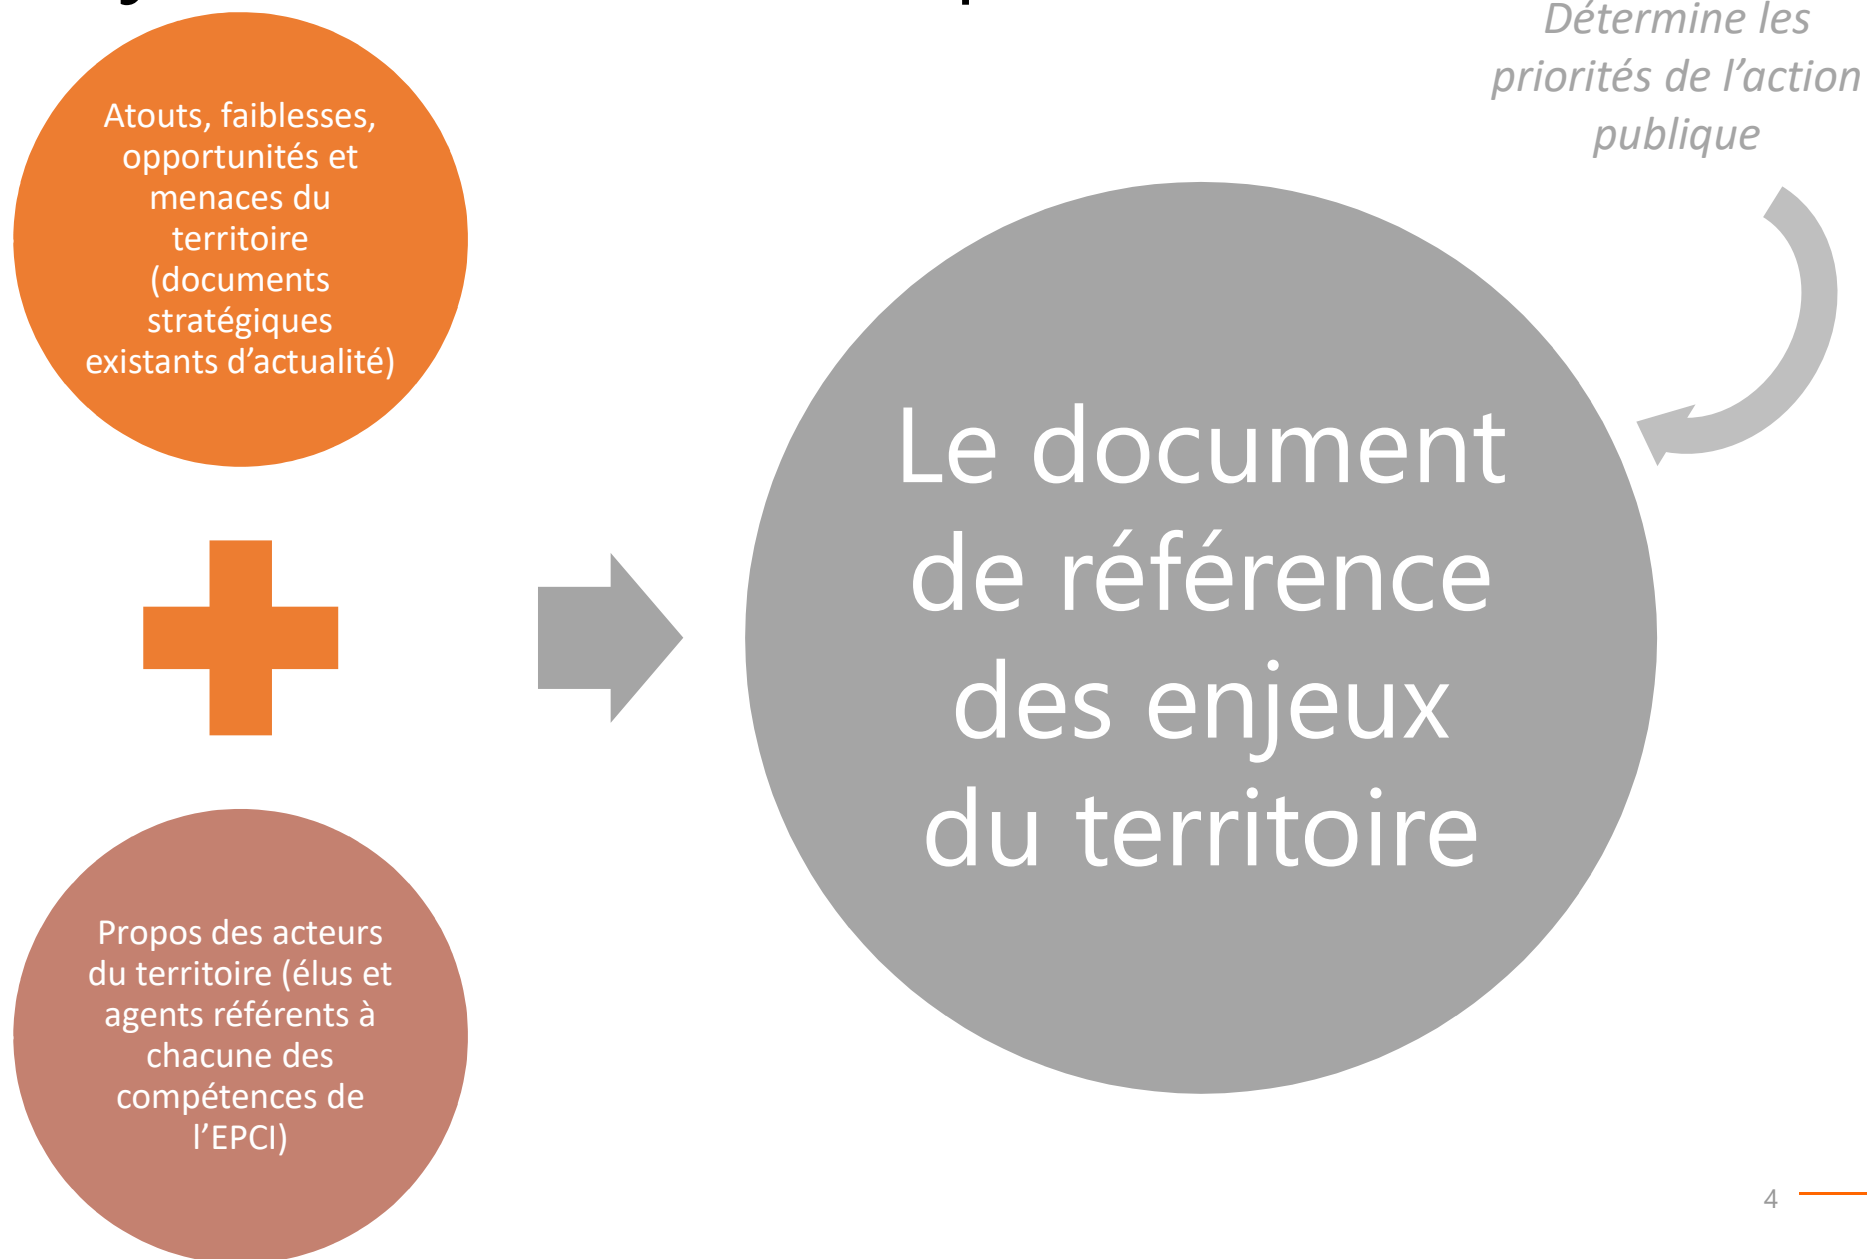 Détermine les
priorités de l’action
publique
Atouts, faiblesses,
opportunités et
menaces du
territoire
(documents
stratégiques
existants d’actualité)
Le document
de référence
des enjeux
du territoire
Propos des acteurs
du territoire (élus et
agents référents à
chacune des
compétences de
l’EPCI)
4